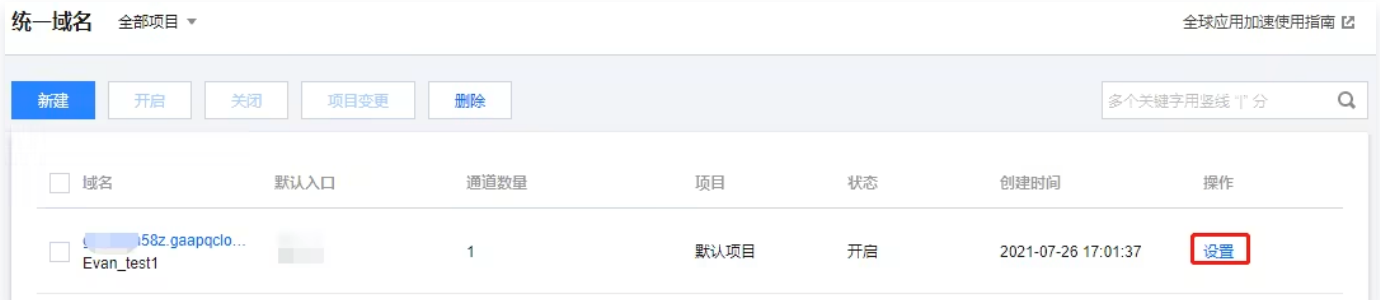 统一域名 全部项目 全球应用加速使用指南
新建 开启 关闭 项目变更 删除 多个关键字用竖线 "|" 分
域名 默认入口 通道数量 项目 状态 创建时间 操作
58z.gaapqclo... 1 默认项目 开启 2021-07-26 17:01:37 设置
Evan_test1